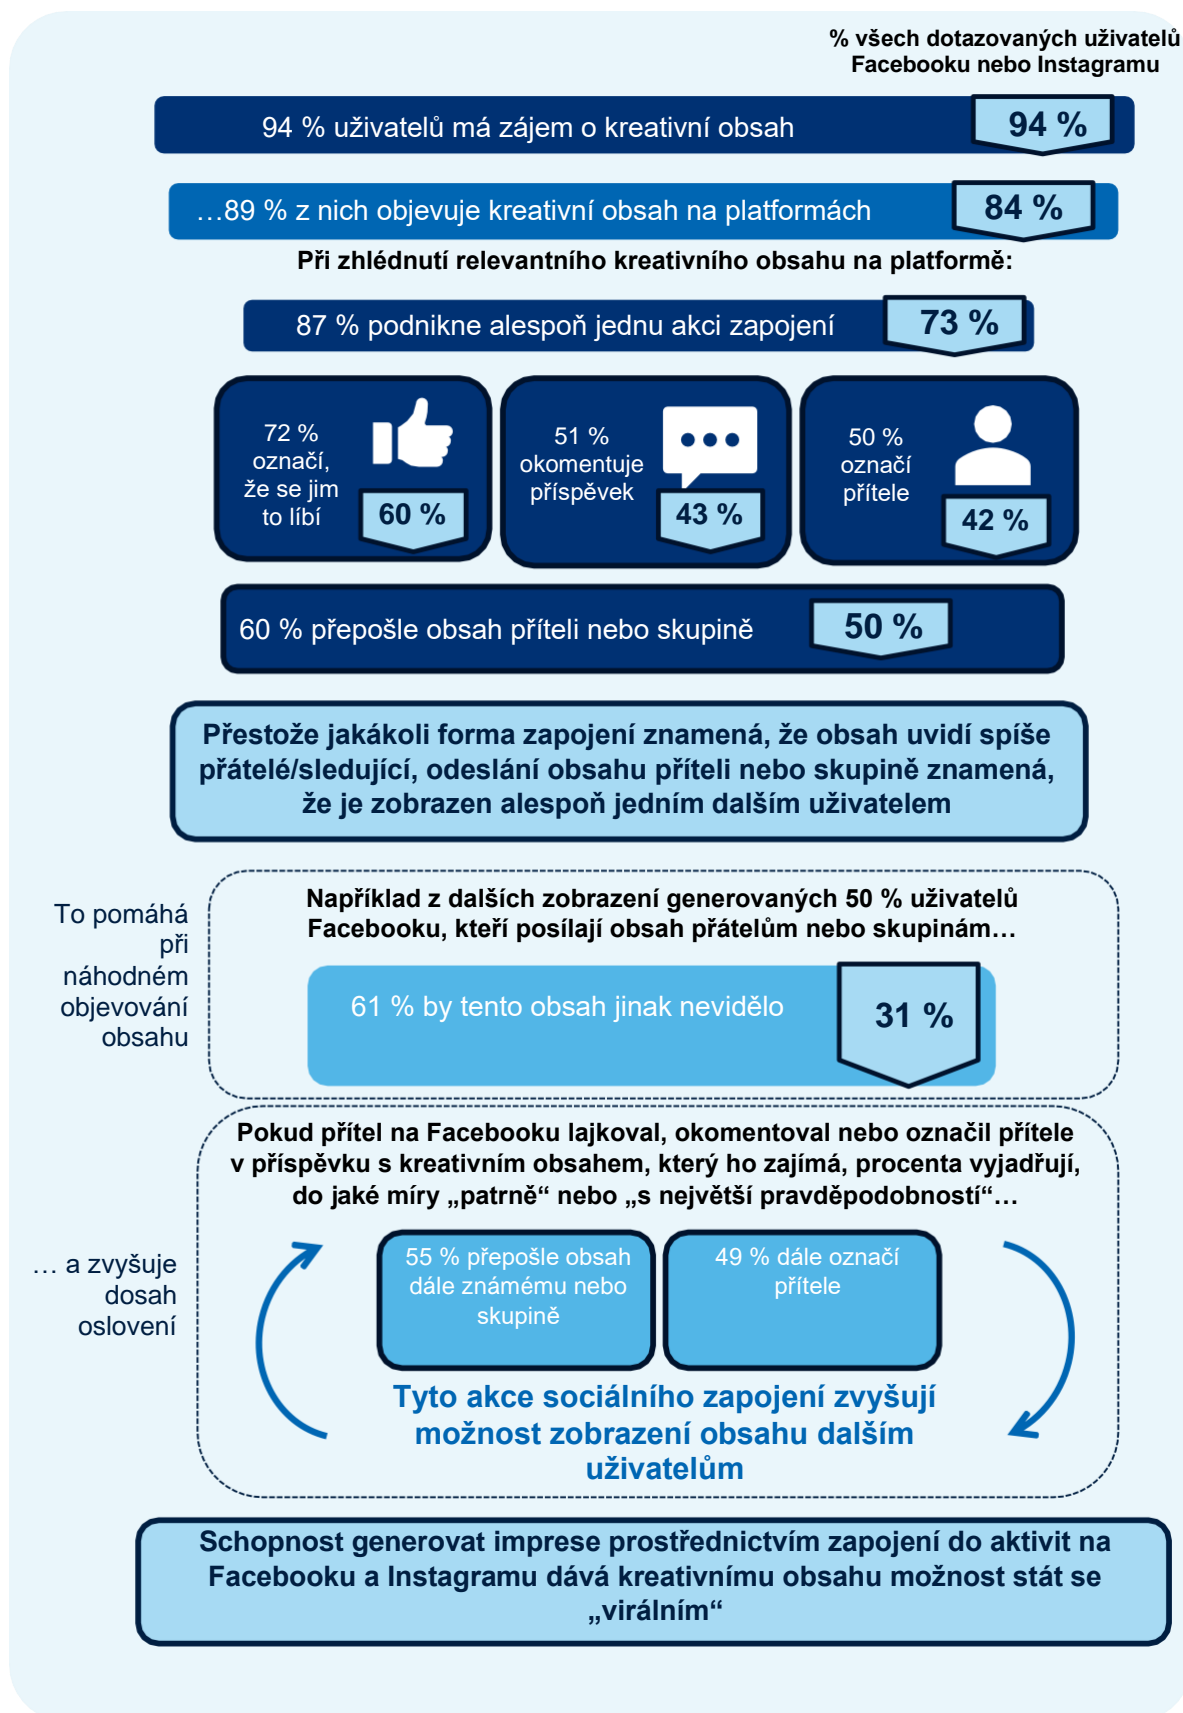 % všech dotazovaných uživatelů
Facebooku nebo Instagramu
94 % uživatelů má zájem o kreativní obsah
94 %
…89 % z nich objevuje kreativní obsah na platformách
84 %
Při zhlédnutí relevantního kreativního obsahu na platformě:
87 % podnikne alespoň jednu akci zapojení
73 %
72 %
označí,
že se jim
to líbí
60 %
51 %
okomentuje
příspěvek
43 %
50 %
označí
přítele
42 %
60 % přepošle obsah příteli nebo skupině
50 %
Přestože jakákoli forma zapojení znamená, že obsah uvidí spíše
přátelé/sledující, odeslání obsahu příteli nebo skupině znamená,
že je zobrazen alespoň jedním dalším uživatelem
To pomáhá
při
náhodném
objevování
obsahu
Například z dalších zobrazení generovaných 50 % uživatelů
Facebooku, kteří posílají obsah přátelům nebo skupinám…
61 % by tento obsah jinak nevidělo
31 %
… a zvyšuje
dosah
oslovení
Pokud přítel na Facebooku lajkoval, okomentoval nebo označil přítele
v příspěvku s kreativním obsahem, který ho zajímá, procenta vyjadřují,
do jaké míry „patrně“ nebo „s největší pravděpodobností“…
55 % přepošle obsah
dále známému nebo
skupině
49 % dále označí
přítele
Tyto akce sociálního zapojení zvyšují
možnost zobrazení obsahu dalším
uživatelům
Schopnost generovat imprese prostřednictvím zapojení do aktivit na
Facebooku a Instagramu dává kreativnímu obsahu možnost stát se
„virálním“